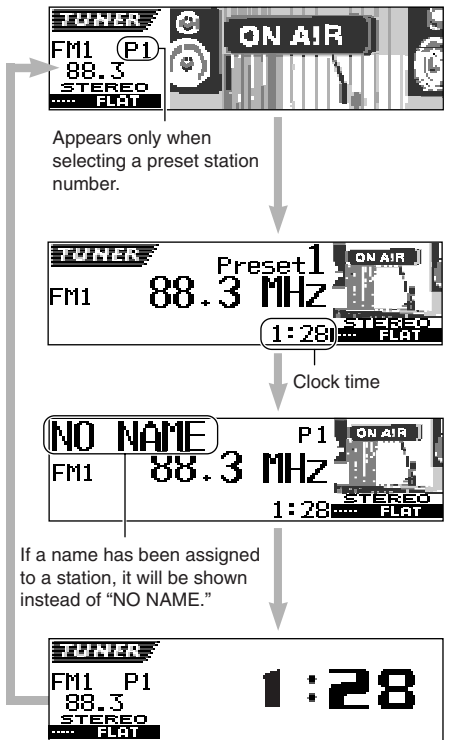 TUNER
FM1 P1
88.3
STEREO
----- FLAT
ON AIR
Appears only when
selecting a preset station
number.
TUNER
Preset1
FM1 88.3 MHz
1:28
ON AIR
STEREO
----- FLAT
Clock time
NO NAME P1
FM1 88.3 MHz
1:28
ON AIR
STEREO
----- FLAT
If a name has been assigned
to a station, it will be shown
instead of “NO NAME.”
TUNER
FM1 P1
88.3
STEREO
----- FLAT
1:28